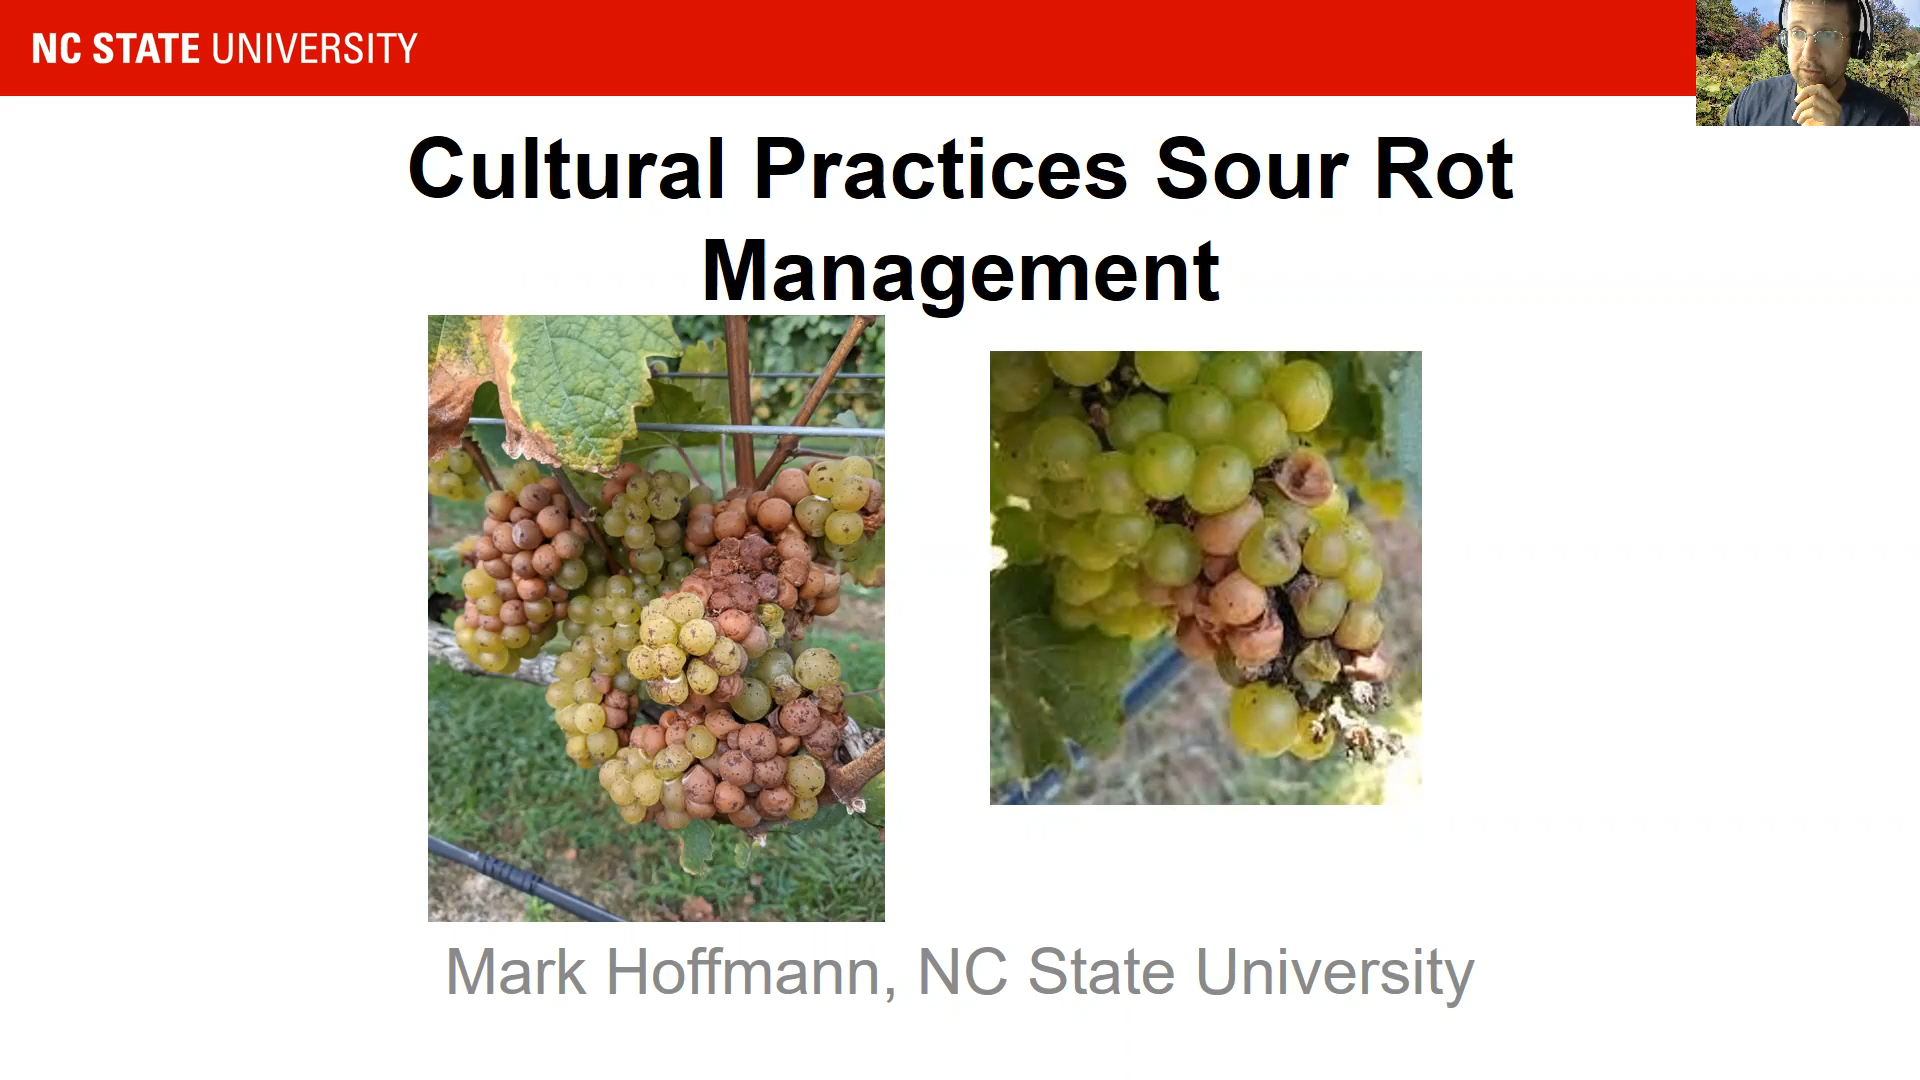 NC STATE UNIVERSITY
Cultural Practices Sour Rot
Management
Mark Hoffmann, NC State University